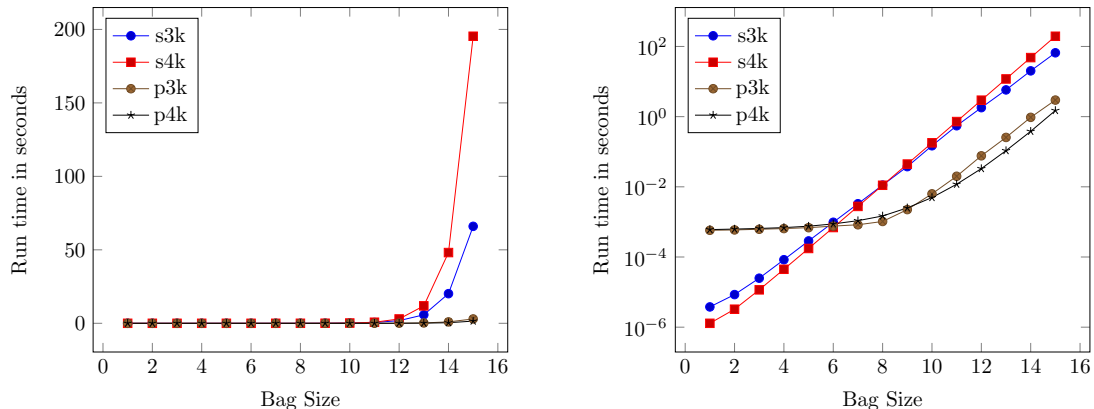 s3k
s4k
p3k
p4k
200
150
100
50
0
0 2 4 6 8 10 12 14 16
Bag Size
Run time in seconds
s3k
s4k
p3k
p4k
10^2
10^0
10^−2
10^−4
10^−6
0 2 4 6 8 10 12 14 16
Bag Size
Run time in seconds